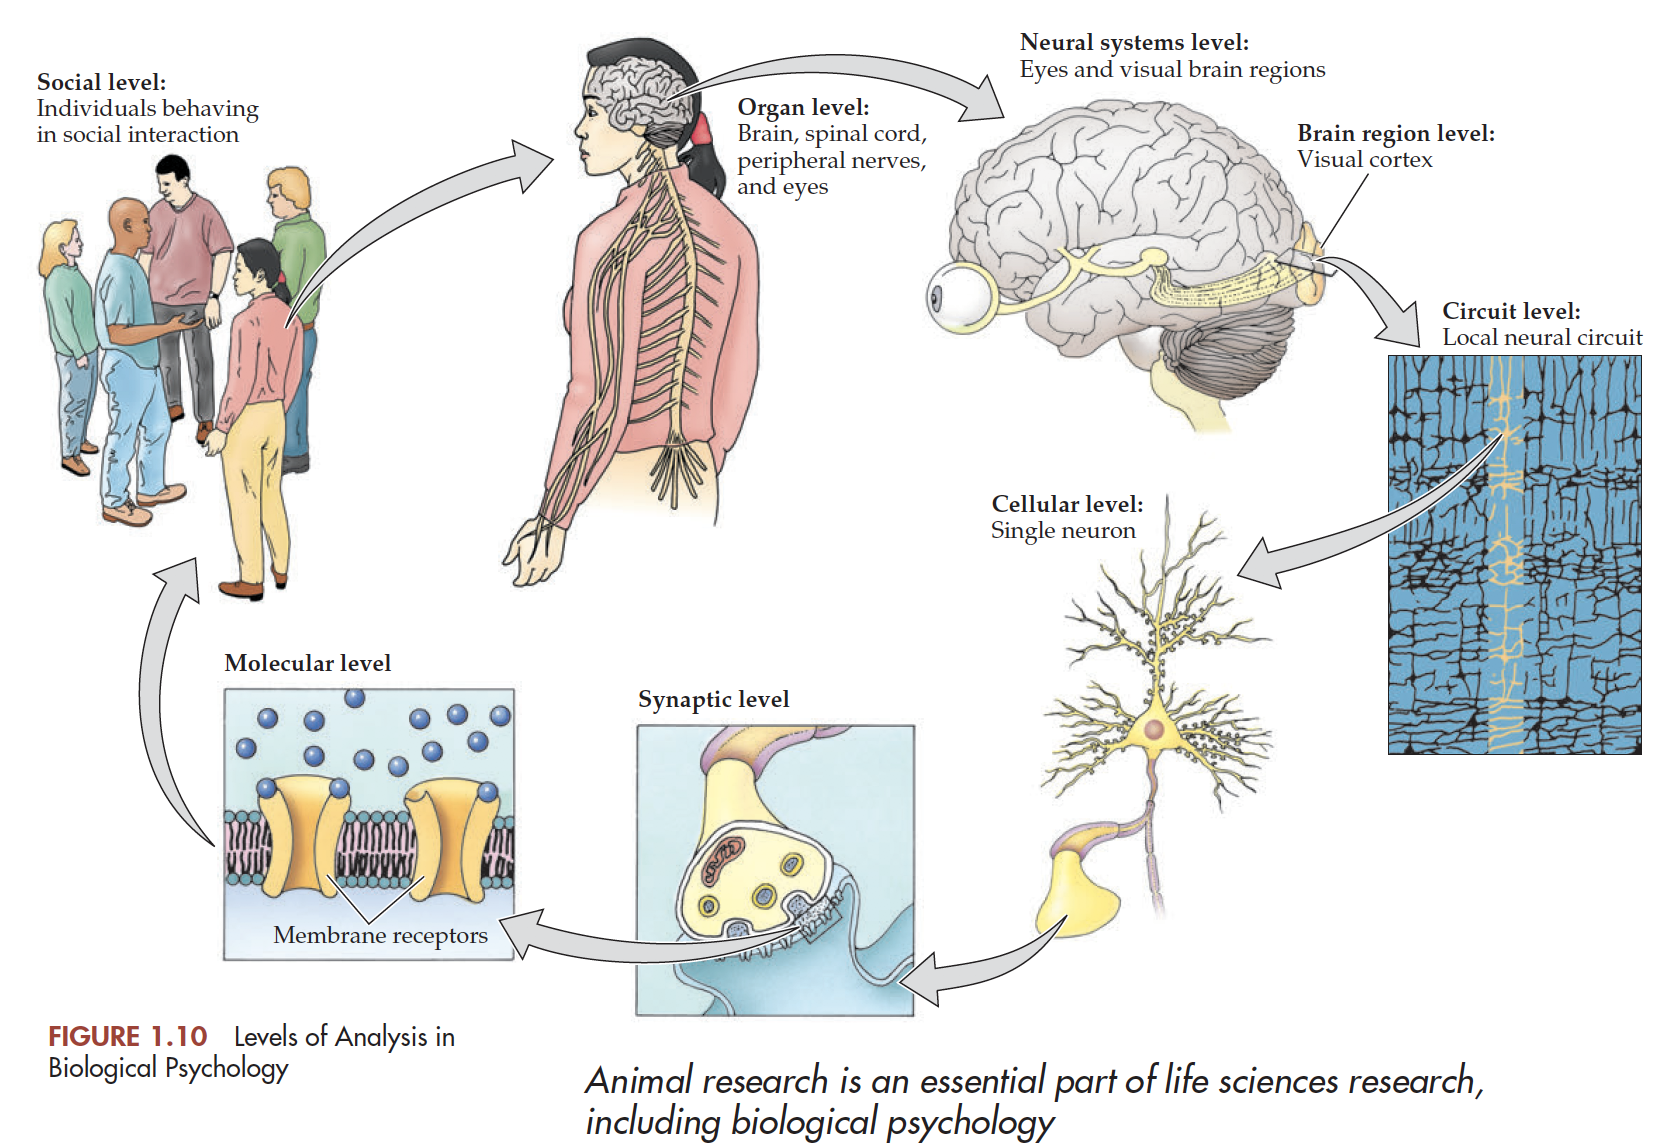 Social level:
Individuals behaving
in social interaction
Organ level:
Brain, spinal cord,
peripheral nerves,
and eyes
Neural systems level:
Eyes and visual brain regions
Brain region level:
Visual cortex
Circuit level:
Local neural circuit
Cellular level:
Single neuron
Synaptic level
Molecular level
Membrane receptors
FIGURE 1.10 Levels of Analysis in
Biological Psychology
Animal research is an essential part of life sciences research,
including biological psychology